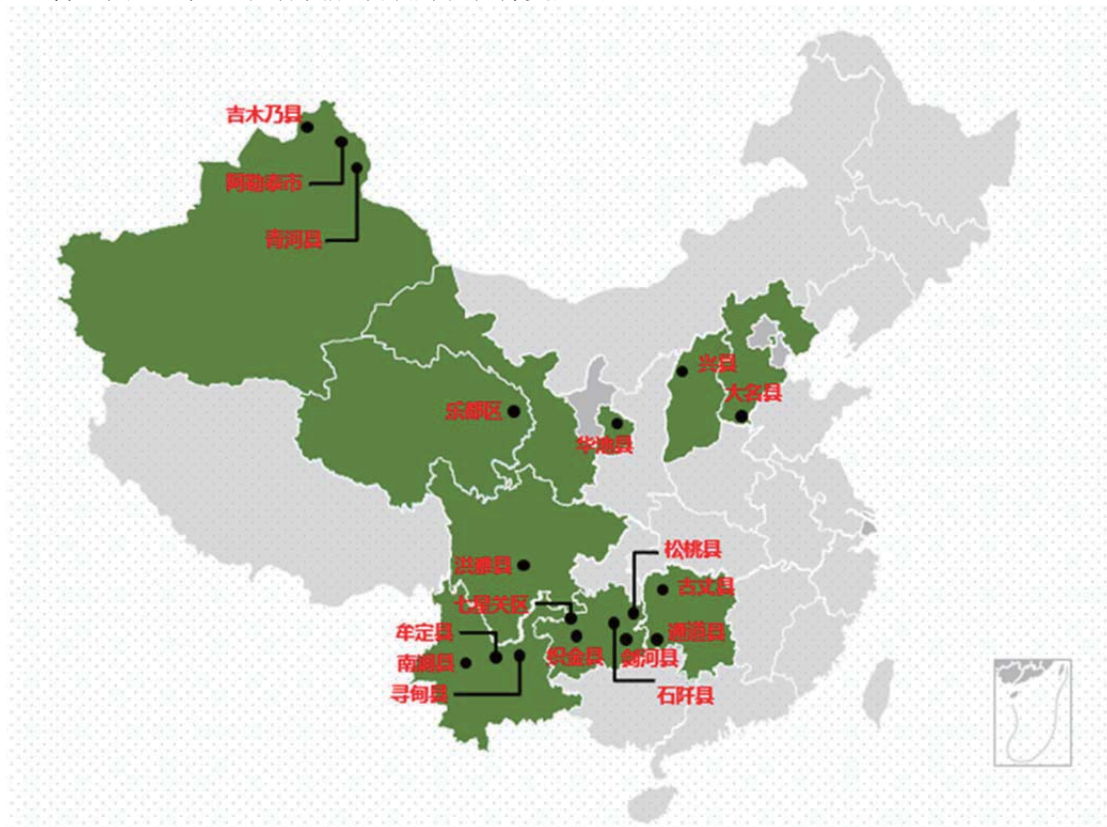 吉木乃县
阿勒泰市
青河县
兴县
大名县
乐都区
华池县
松桃县
洪雅县
古丈县
七星关区
牟定县
通道县
南涧县
织金县
剑河县
寻甸县
石阡县